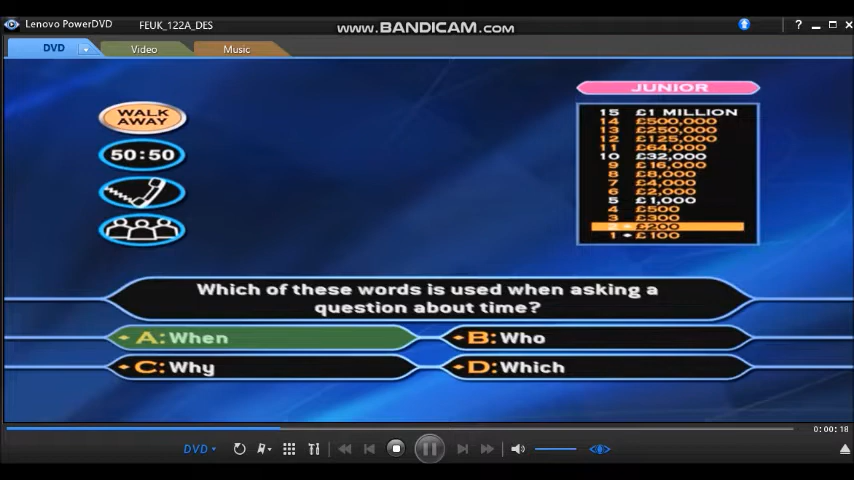 Lenovo PowerDVD
FEUK_122A_DES
www.BANDICAM.com
?
DVD
Video
Music
WALK
AWAY
50:50
JUNIOR
15 £1 MILLION
14 £500,000
13 £250,000
12 £125,000
11 £64,000
10 £32,000
9 £16,000
8 £8,000
7 £4,000
6 £2,000
5 £1,000
4 £500
3 £300
2 £200
1 £100
Which of these words is used when asking a
question about time?
A: When
B: Who
C: Why
D: Which
0:00:18
DVD